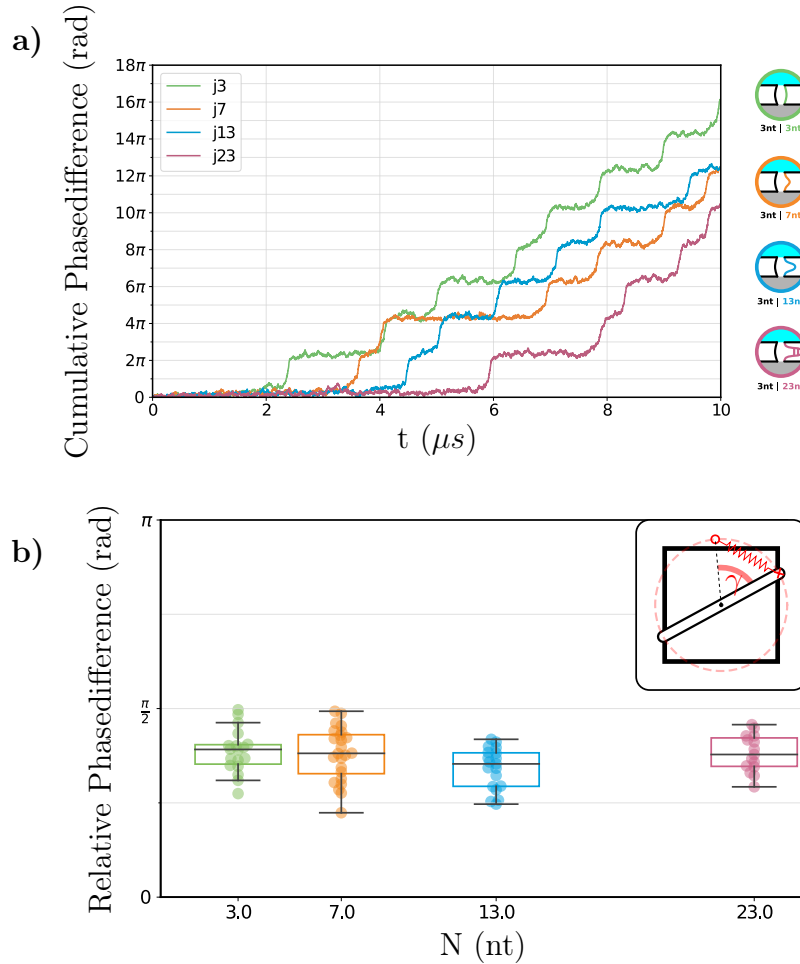 a)
Cumulative Phasedifference (rad)
18π
16π
14π
12π
10π
8π
6π
4π
2π
0
j3
j7
j13
j23
0
2
4
6
8
10
t (μs)
3nt | 3nt
3nt | 7nt
3nt | 13n
3nt | 23n
b)
Relative Phasedifference (rad)
π
π/2
0
γ
3.0
7.0
13.0
23.0
N (nt)